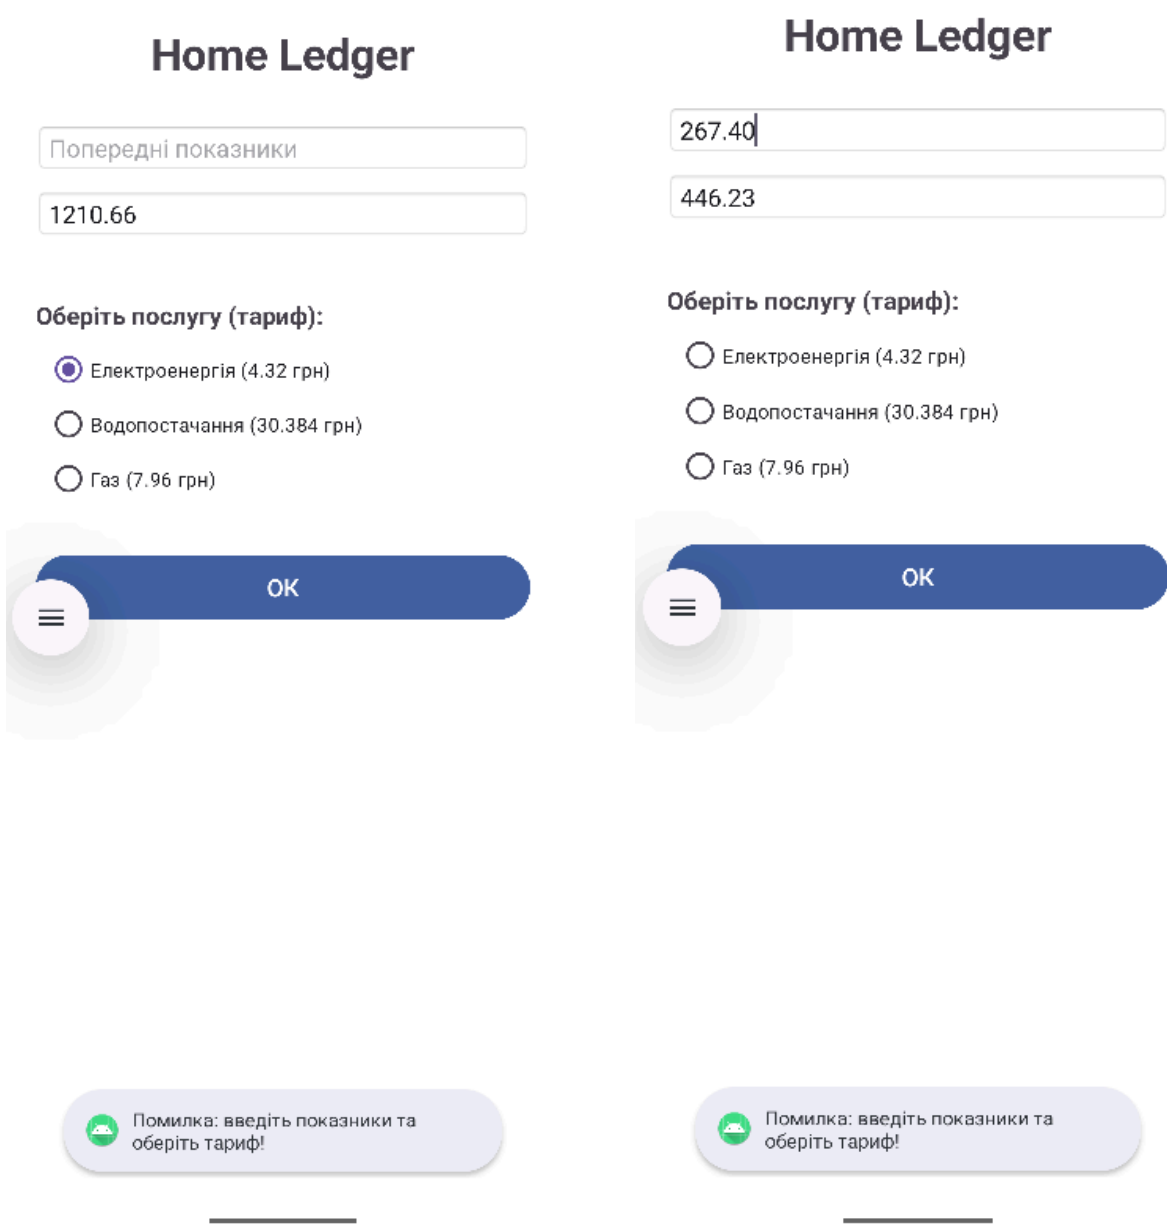 Home Ledger
Попередні показники
1210.66
Оберіть послугу (тариф):
Електроенергія (4.32 грн)
Водопостачання (30.384 грн)
Газ (7.96 грн)
ОК
Помилка: введіть показники та
оберіть тариф!
Home Ledger
267.40
446.23
Оберіть послугу (тариф):
Електроенергія (4.32 грн)
Водопостачання (30.384 грн)
Газ (7.96 грн)
ОК
Помилка: введіть показники та
оберіть тариф!